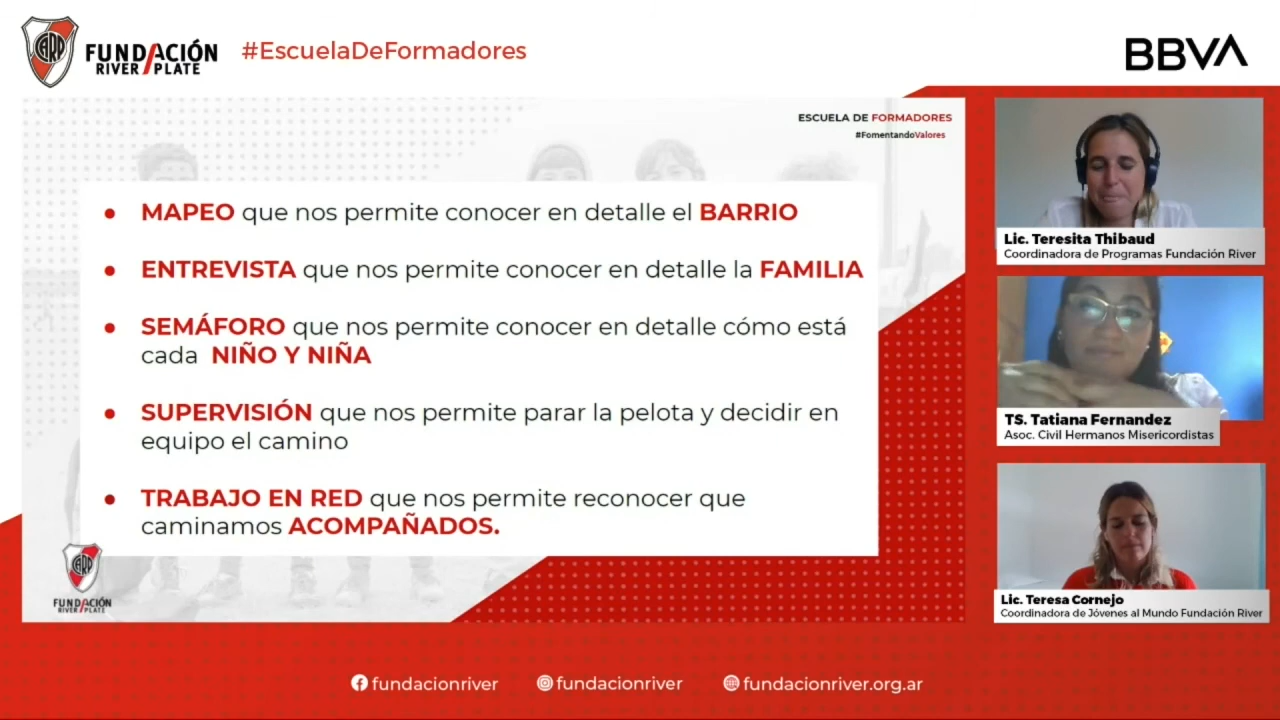 CARP
FUNDACIÓN
RIVER PLATE
#EscuelaDeFormadores
BBVA
ESCUELA DE FORMADORES
#FomentandoValores
• MAPEO que nos permite conocer en detalle el BARRIO
• ENTREVISTA que nos permite conocer en detalle la FAMILIA
• SEMÁFORO que nos permite conocer en detalle cómo está
cada NIÑO Y NIÑA
• SUPERVISIÓN que nos permite parar la pelota y decidir en
equipo el camino
• TRABAJO EN RED que nos permite reconocer que
caminamos ACOMPAÑADOS.
CARP
FUNDACIÓN
RIVER PLATE
Lic. Teresita Thibaud
Coordinadora de Programas Fundación River
TS. Tatiana Fernandez
Asoc. Civil Hermanos Misericordistas
Lic. Teresa Cornejo
Coordinadora de Jóvenes al Mundo Fundación River
fundacionriver
fundacionriver
fundacionriver.org.ar